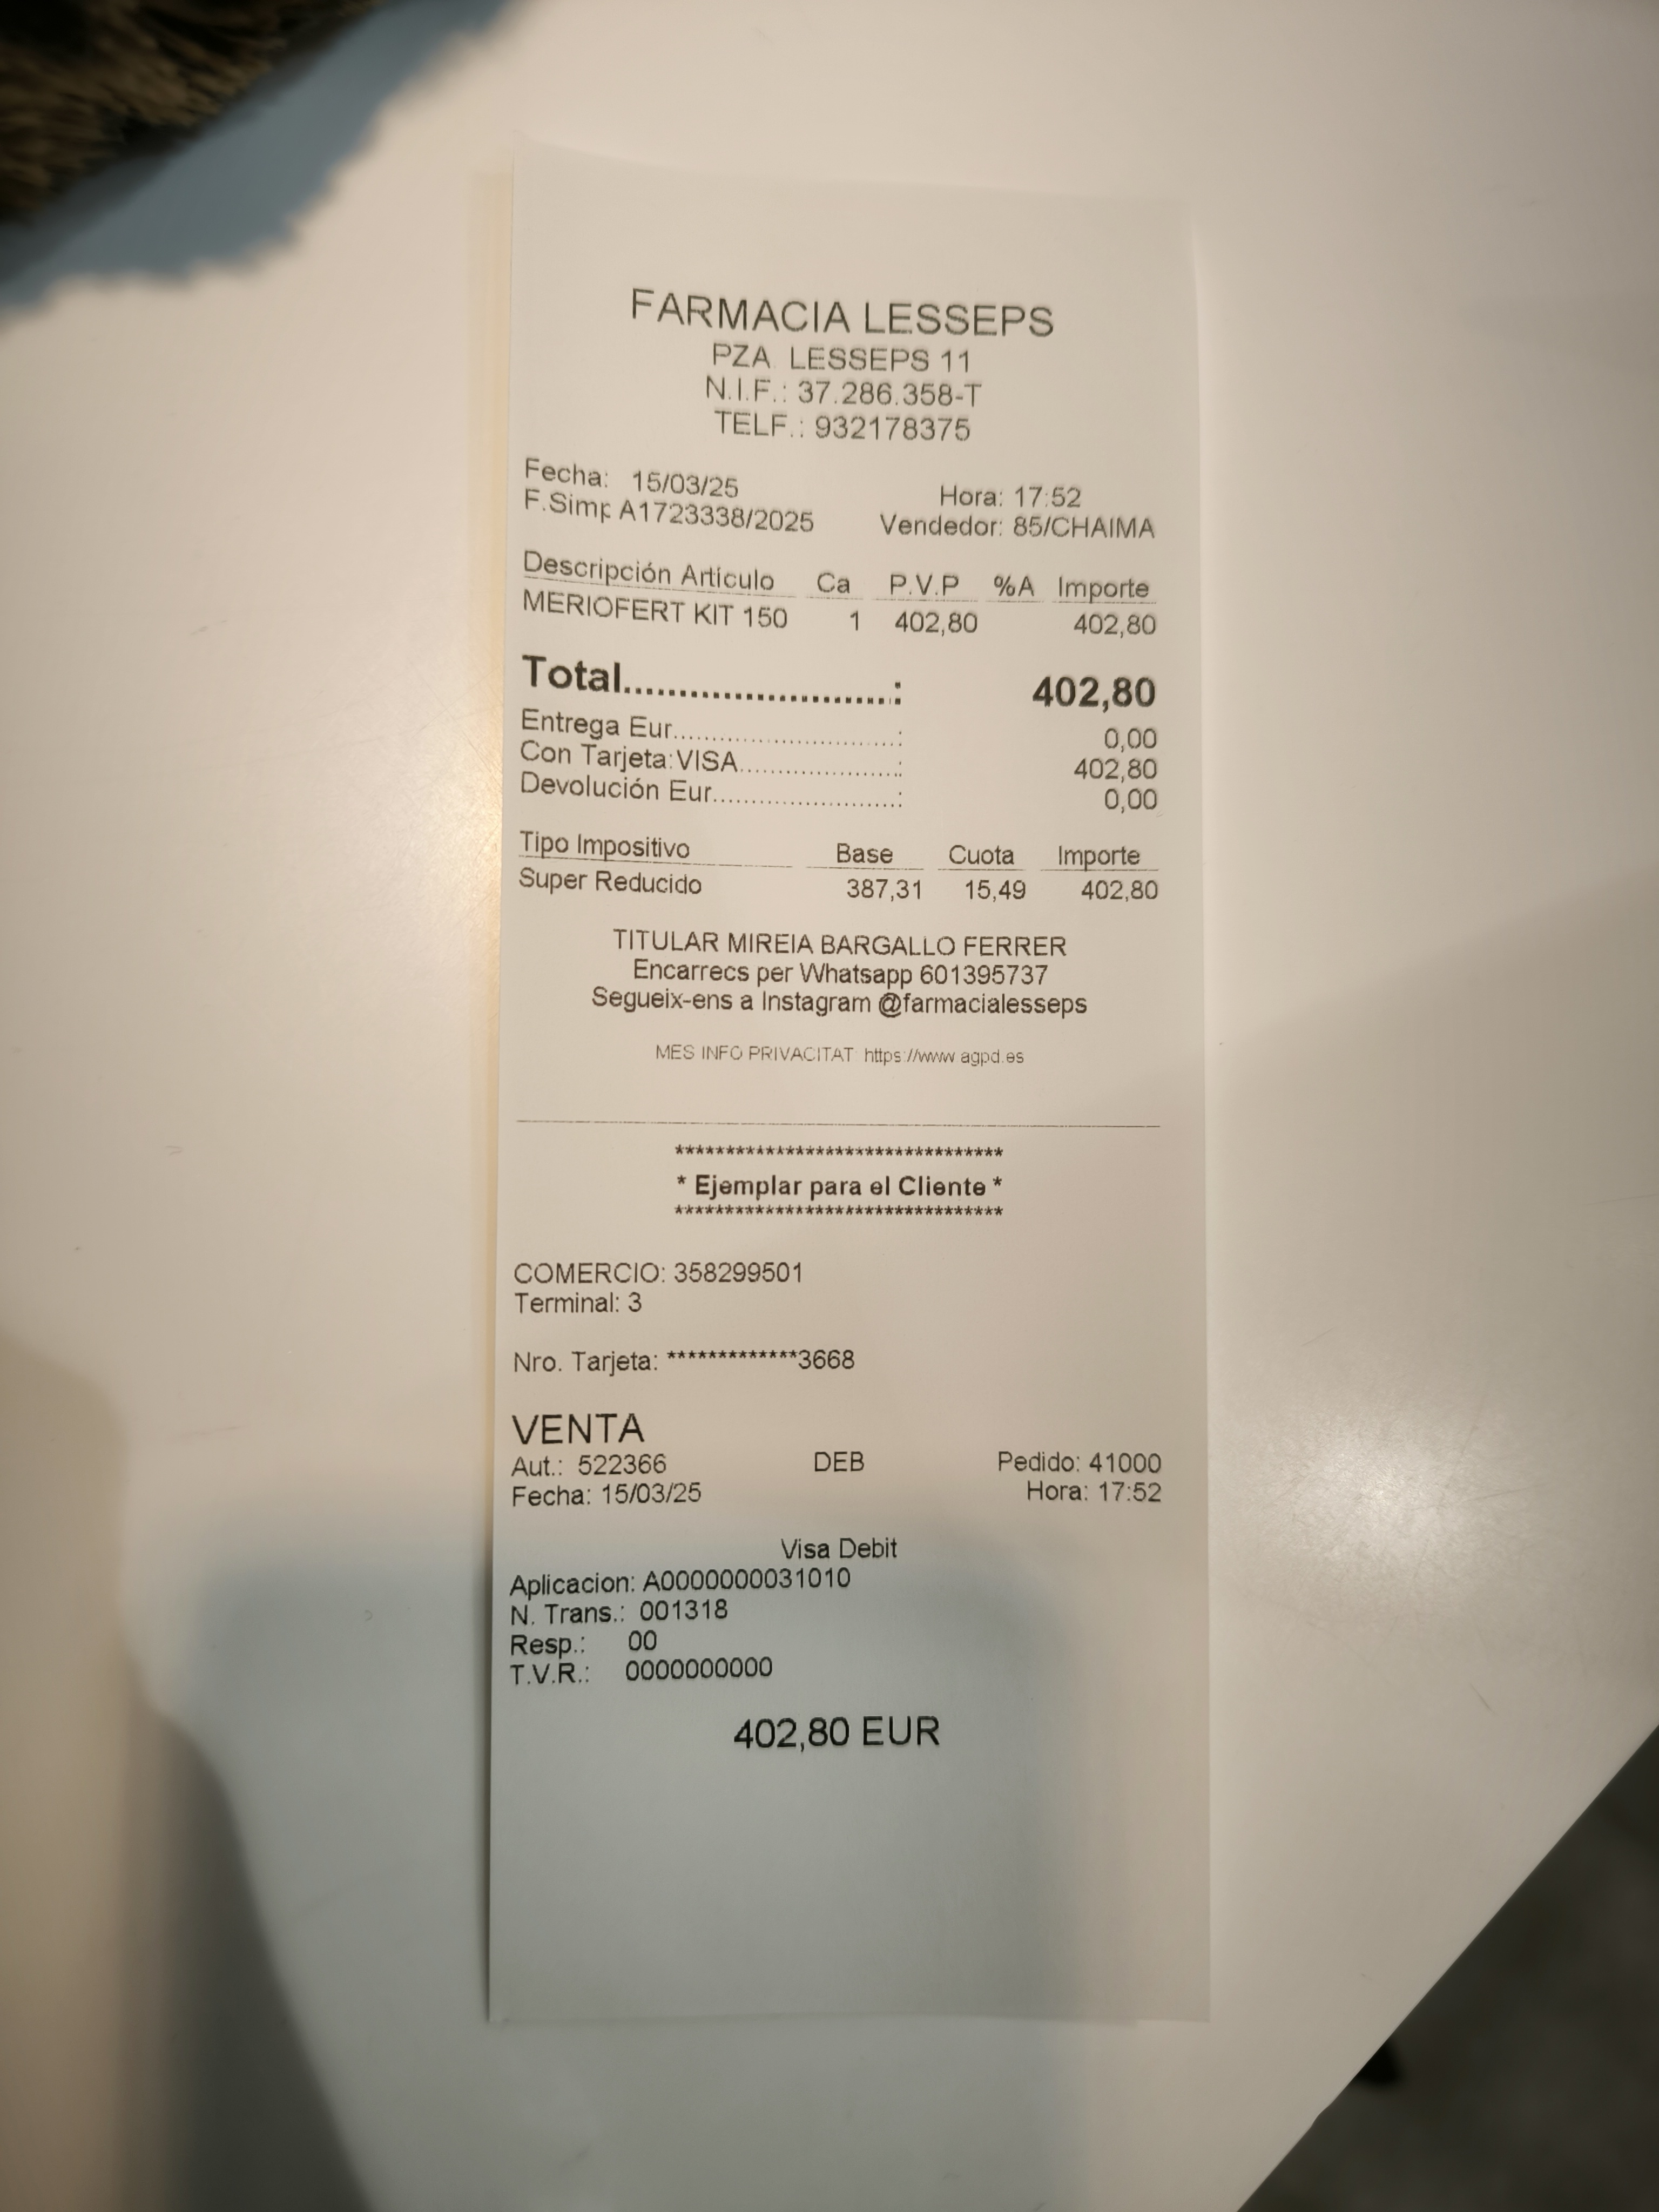 FARMACIA LESSEPS
PZA. LESSEPS 11
N.I.F.: 37.286.358-T
TELF.: 932178375
Fecha: 15/03/25 Hora: 17:52
F.Simp A1723338/2025 Vendedor: 85/CHAIMA
Descripción Artículo Ca P.V.P %A Importe
MERIOFERT KIT 150 1 402,80 402,80
Total.........................: 402,80
Entrega Eur.............................: 0,00
Con Tarjeta:VISA....................: 402,80
Devolución Eur.......................: 0,00
Tipo Impositivo Base Cuota Importe
Super Reducido 387,31 15,49 402,80
TITULAR MIREIA BARGALLO FERRER
Encarrecs per Whatsapp 601395737
Segueix-ens a Instagram @farmacialesseps
MES INFO PRIVACITAT: https://www.agpd.es
*********************************
* Ejemplar para el Cliente *
*********************************
COMERCIO: 358299501
Terminal: 3
Nro. Tarjeta: *************3668
VENTA
Aut.: 522366 DEB Pedido: 41000
Fecha: 15/03/25 Hora: 17:52
Visa Debit
Aplicacion: A0000000031010
N. Trans.: 001318
Resp.: 00
T.V.R.: 0000000000
402,80 EUR